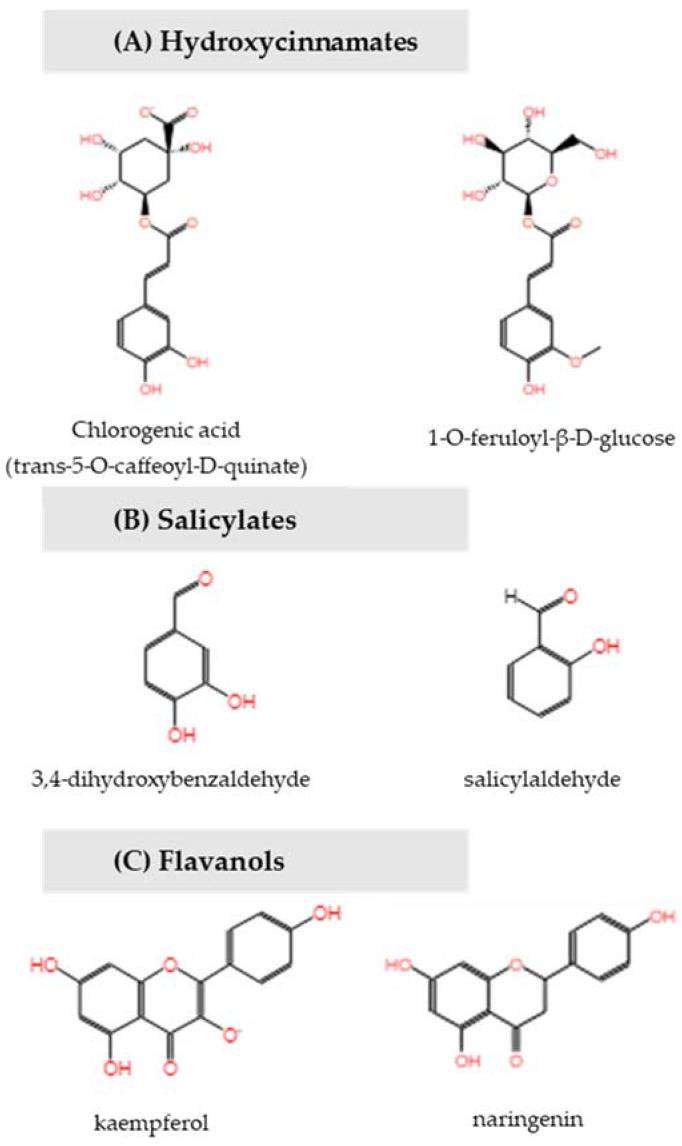 (A) Hydroxycinnamates
O⁻ O
HO OH
HO
O O
OH
OH
OH
HO OH
HO O
O O
O
OH
Chlorogenic acid
(trans-5-O-caffeoyl-D-quinate)
1-O-feruloyl-β-D-glucose
(B) Salicylates
O
OH
OH
H O
OH
3,4-dihydroxybenzaldehyde
salicylaldehyde
(C) Flavanols
OH
HO O
O⁻
OH O
OH
HO O
OH O
kaempferol
naringenin